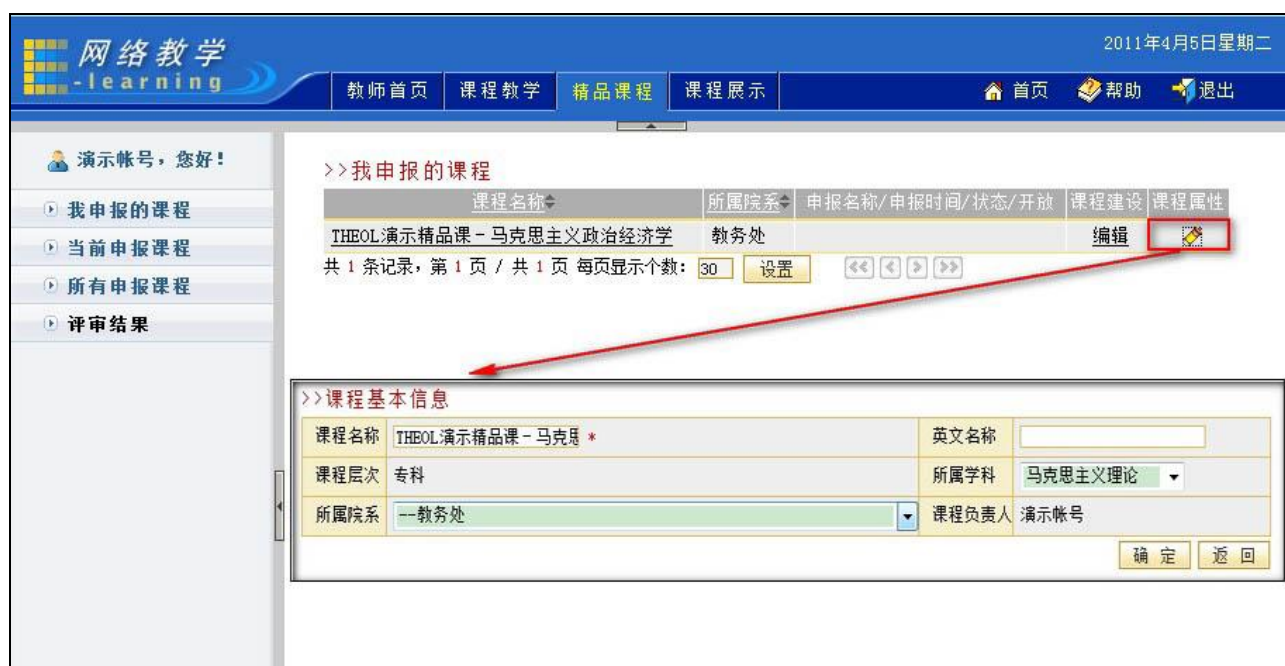 网络教学
-learning
2011年4月5日星期二
教师首页 课程教学 精品课程 课程展示 首页 帮助 退出
演示帐号，您好！
我申报的课程
当前申报课程
所有申报课程
评审结果
>>我申报的课程
课程名称 所属院系 申报名称/申报时间/状态/开放 课程建设 课程属性
THEOL演示精品课－马克思主义政治经济学 教务处 编辑
共 1 条记录，第 1 页 / 共 1 页 每页显示个数： 30 设置 << < > >>
>>课程基本信息
课程名称 THEOL演示精品课－马克思 * 英文名称
课程层次 专科 所属学科 马克思主义理论
所属院系 --教务处 课程负责人 演示帐号
确 定 返 回